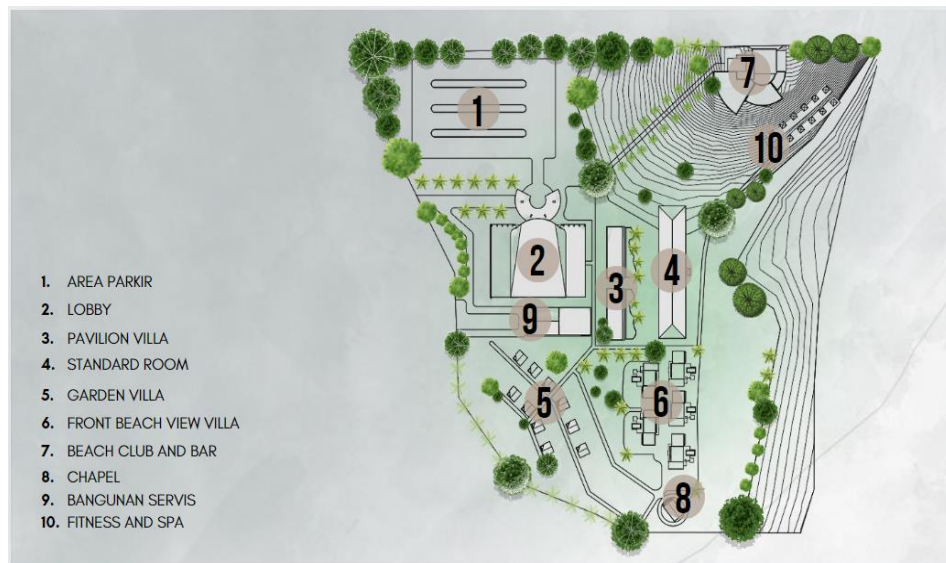 1. AREA PARKIR
2. LOBBY
3. PAVILION VILLA
4. STANDARD ROOM
5. GARDEN VILLA
6. FRONT BEACH VIEW VILLA
7. BEACH CLUB AND BAR
8. CHAPEL
9. BANGUNAN SERVIS
10. FITNESS AND SPA
7
1
10
2
3
4
9
5
6
8